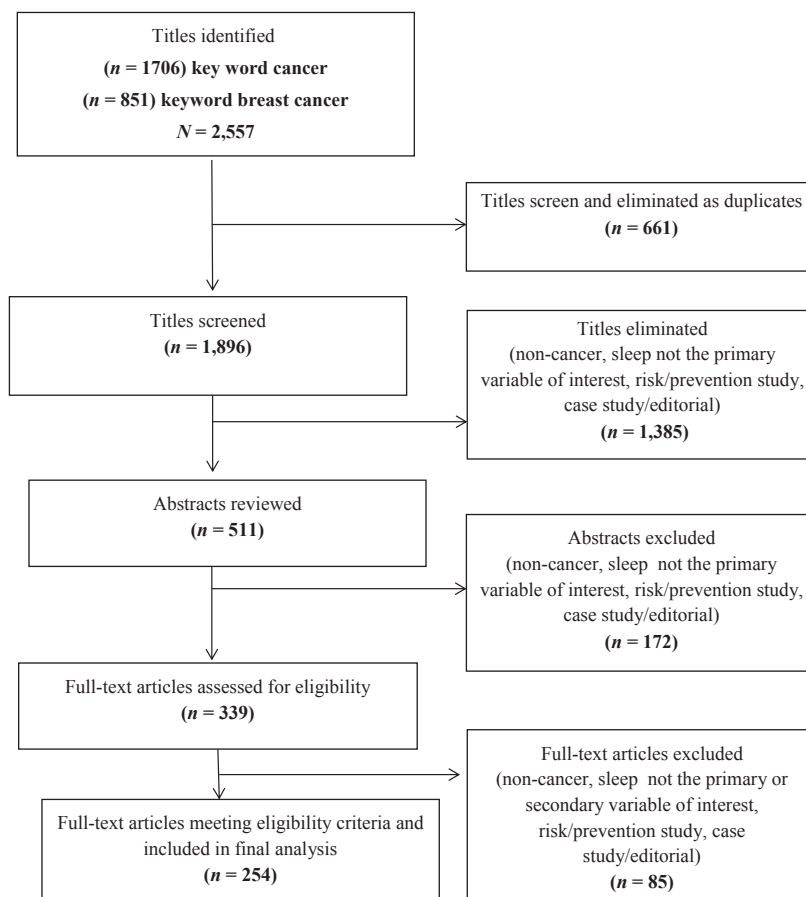 Titles identified
(n = 1706) key word cancer
(n = 851) keyword breast cancer
N = 2,557
Titles screen and eliminated as duplicates
(n = 661)
Titles screened
(n = 1,896)
Titles eliminated
(non-cancer, sleep not the primary
variable of interest, risk/prevention study,
case study/editorial)
(n = 1,385)
Abstracts reviewed
(n = 511)
Abstracts excluded
(non-cancer, sleep not the primary
variable of interest, risk/prevention study,
case study/editorial)
(n = 172)
Full-text articles assessed for eligibility
(n = 339)
Full-text articles excluded
(non-cancer, sleep not the primary or
secondary variable of interest,
risk/prevention study, case
study/editorial)
(n = 85)
Full-text articles meeting eligibility criteria and
included in final analysis
(n = 254)